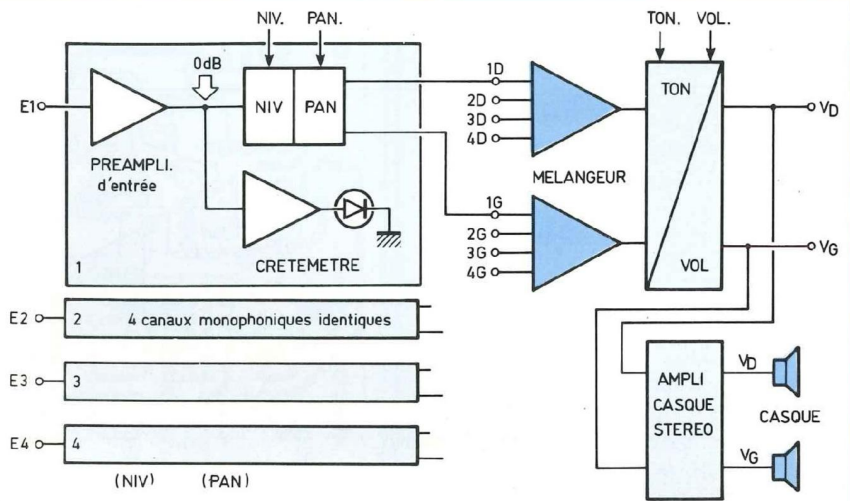 NIV. PAN.
TON. VOL.
0dB
E1
NIV PAN
PREAMPLI.
d'entrée
CRETEMETRE
1
1D
2D
3D
4D
MELANGEUR
1G
2G
3G
4G
TON
VOL
VD
VG
E2 2 4 canaux monophoniques identiques
E3 3
E4 4
(NIV) (PAN)
AMPLI
CASQUE
STEREO
VD
CASQUE
VG